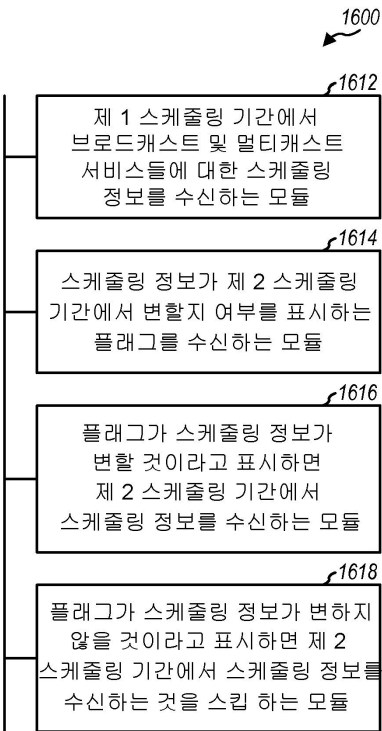 1600
1612
제 1 스케줄링 기간에서
브로드캐스트 및 멀티캐스트
서비스들에 대한 스케줄링
정보를 수신하는 모듈
1614
스케줄링 정보가 제 2 스케줄링
기간에서 변할지 여부를 표시하는
플래그를 수신하는 모듈
1616
플래그가 스케줄링 정보가
변할 것이라고 표시하면
제 2 스케줄링 기간에서
스케줄링 정보를 수신하는 모듈
1618
플래그가 스케줄링 정보가 변하지
않을 것이라고 표시하면 제 2
스케줄링 기간에서 스케줄링 정보를
수신하는 것을 스킵 하는 모듈